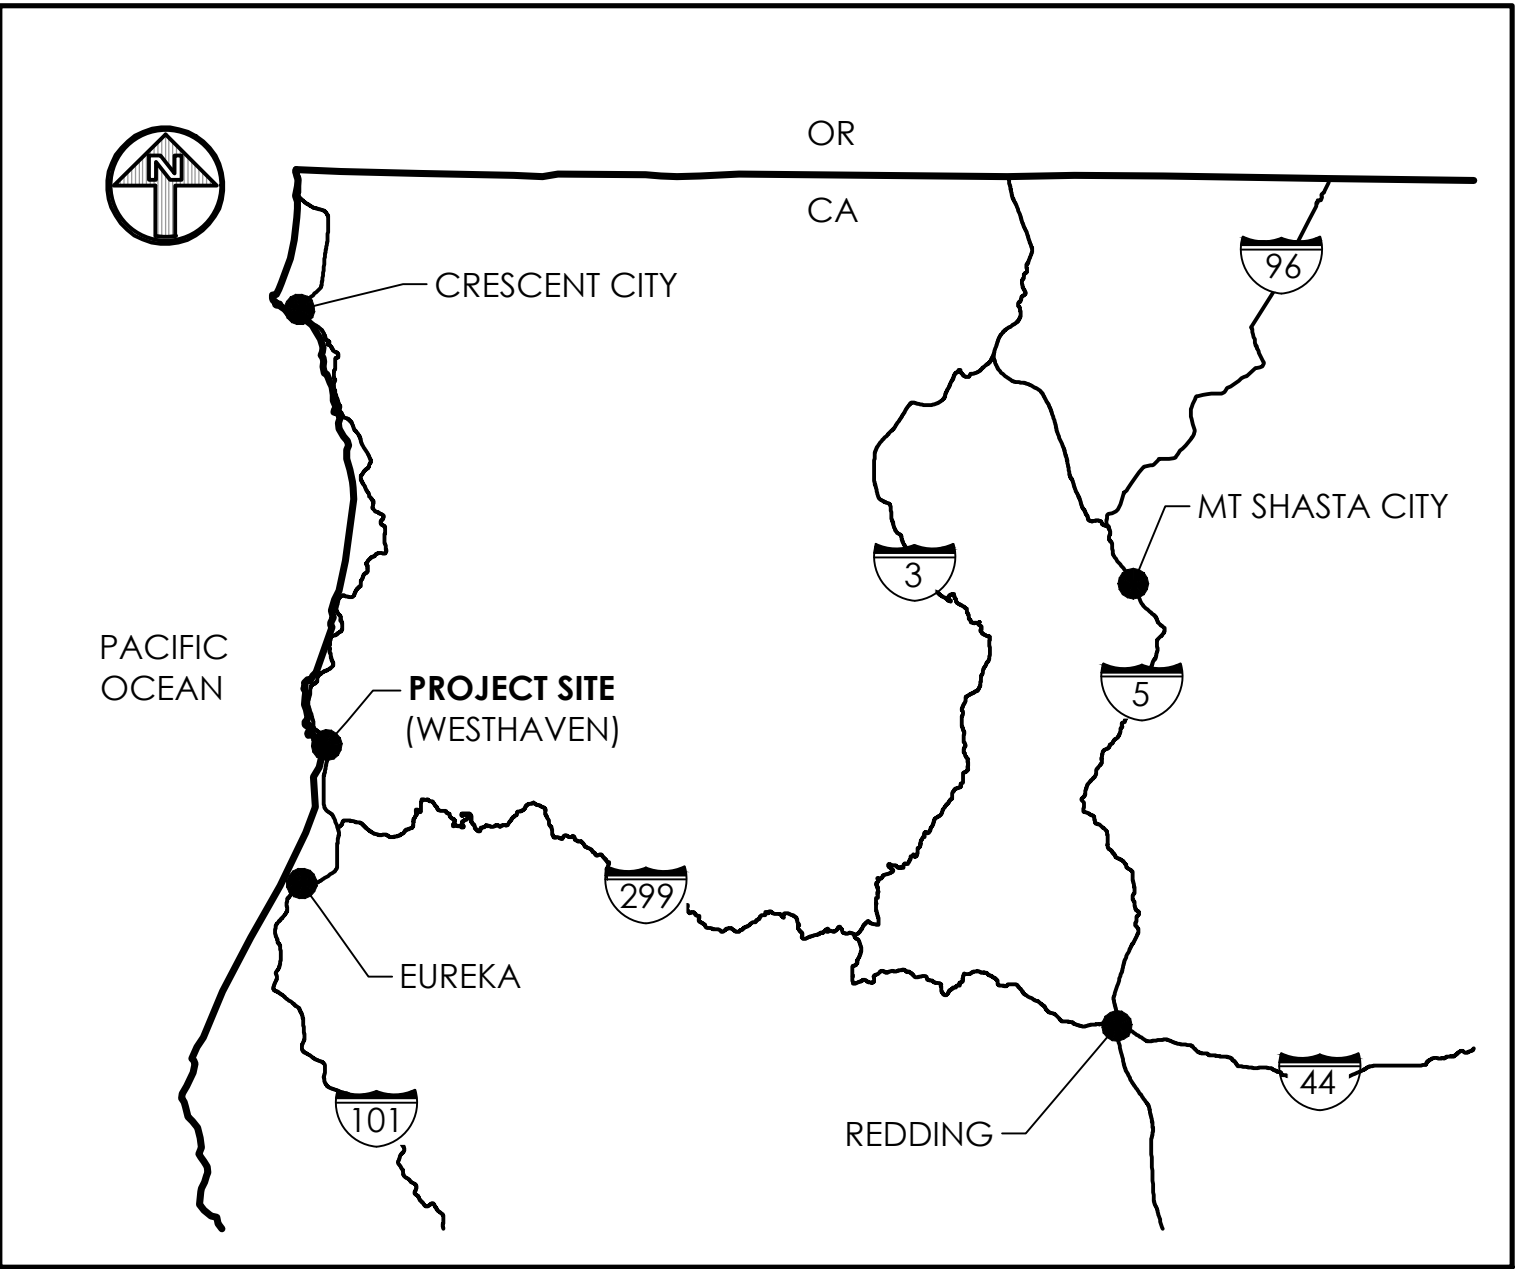 OR
N
CA
96
CRESCENT CITY
MT SHASTA CITY
3
PACIFIC
OCEAN
PROJECT SITE
(WESTHAVEN)
5
299
EUREKA
44
101
REDDING